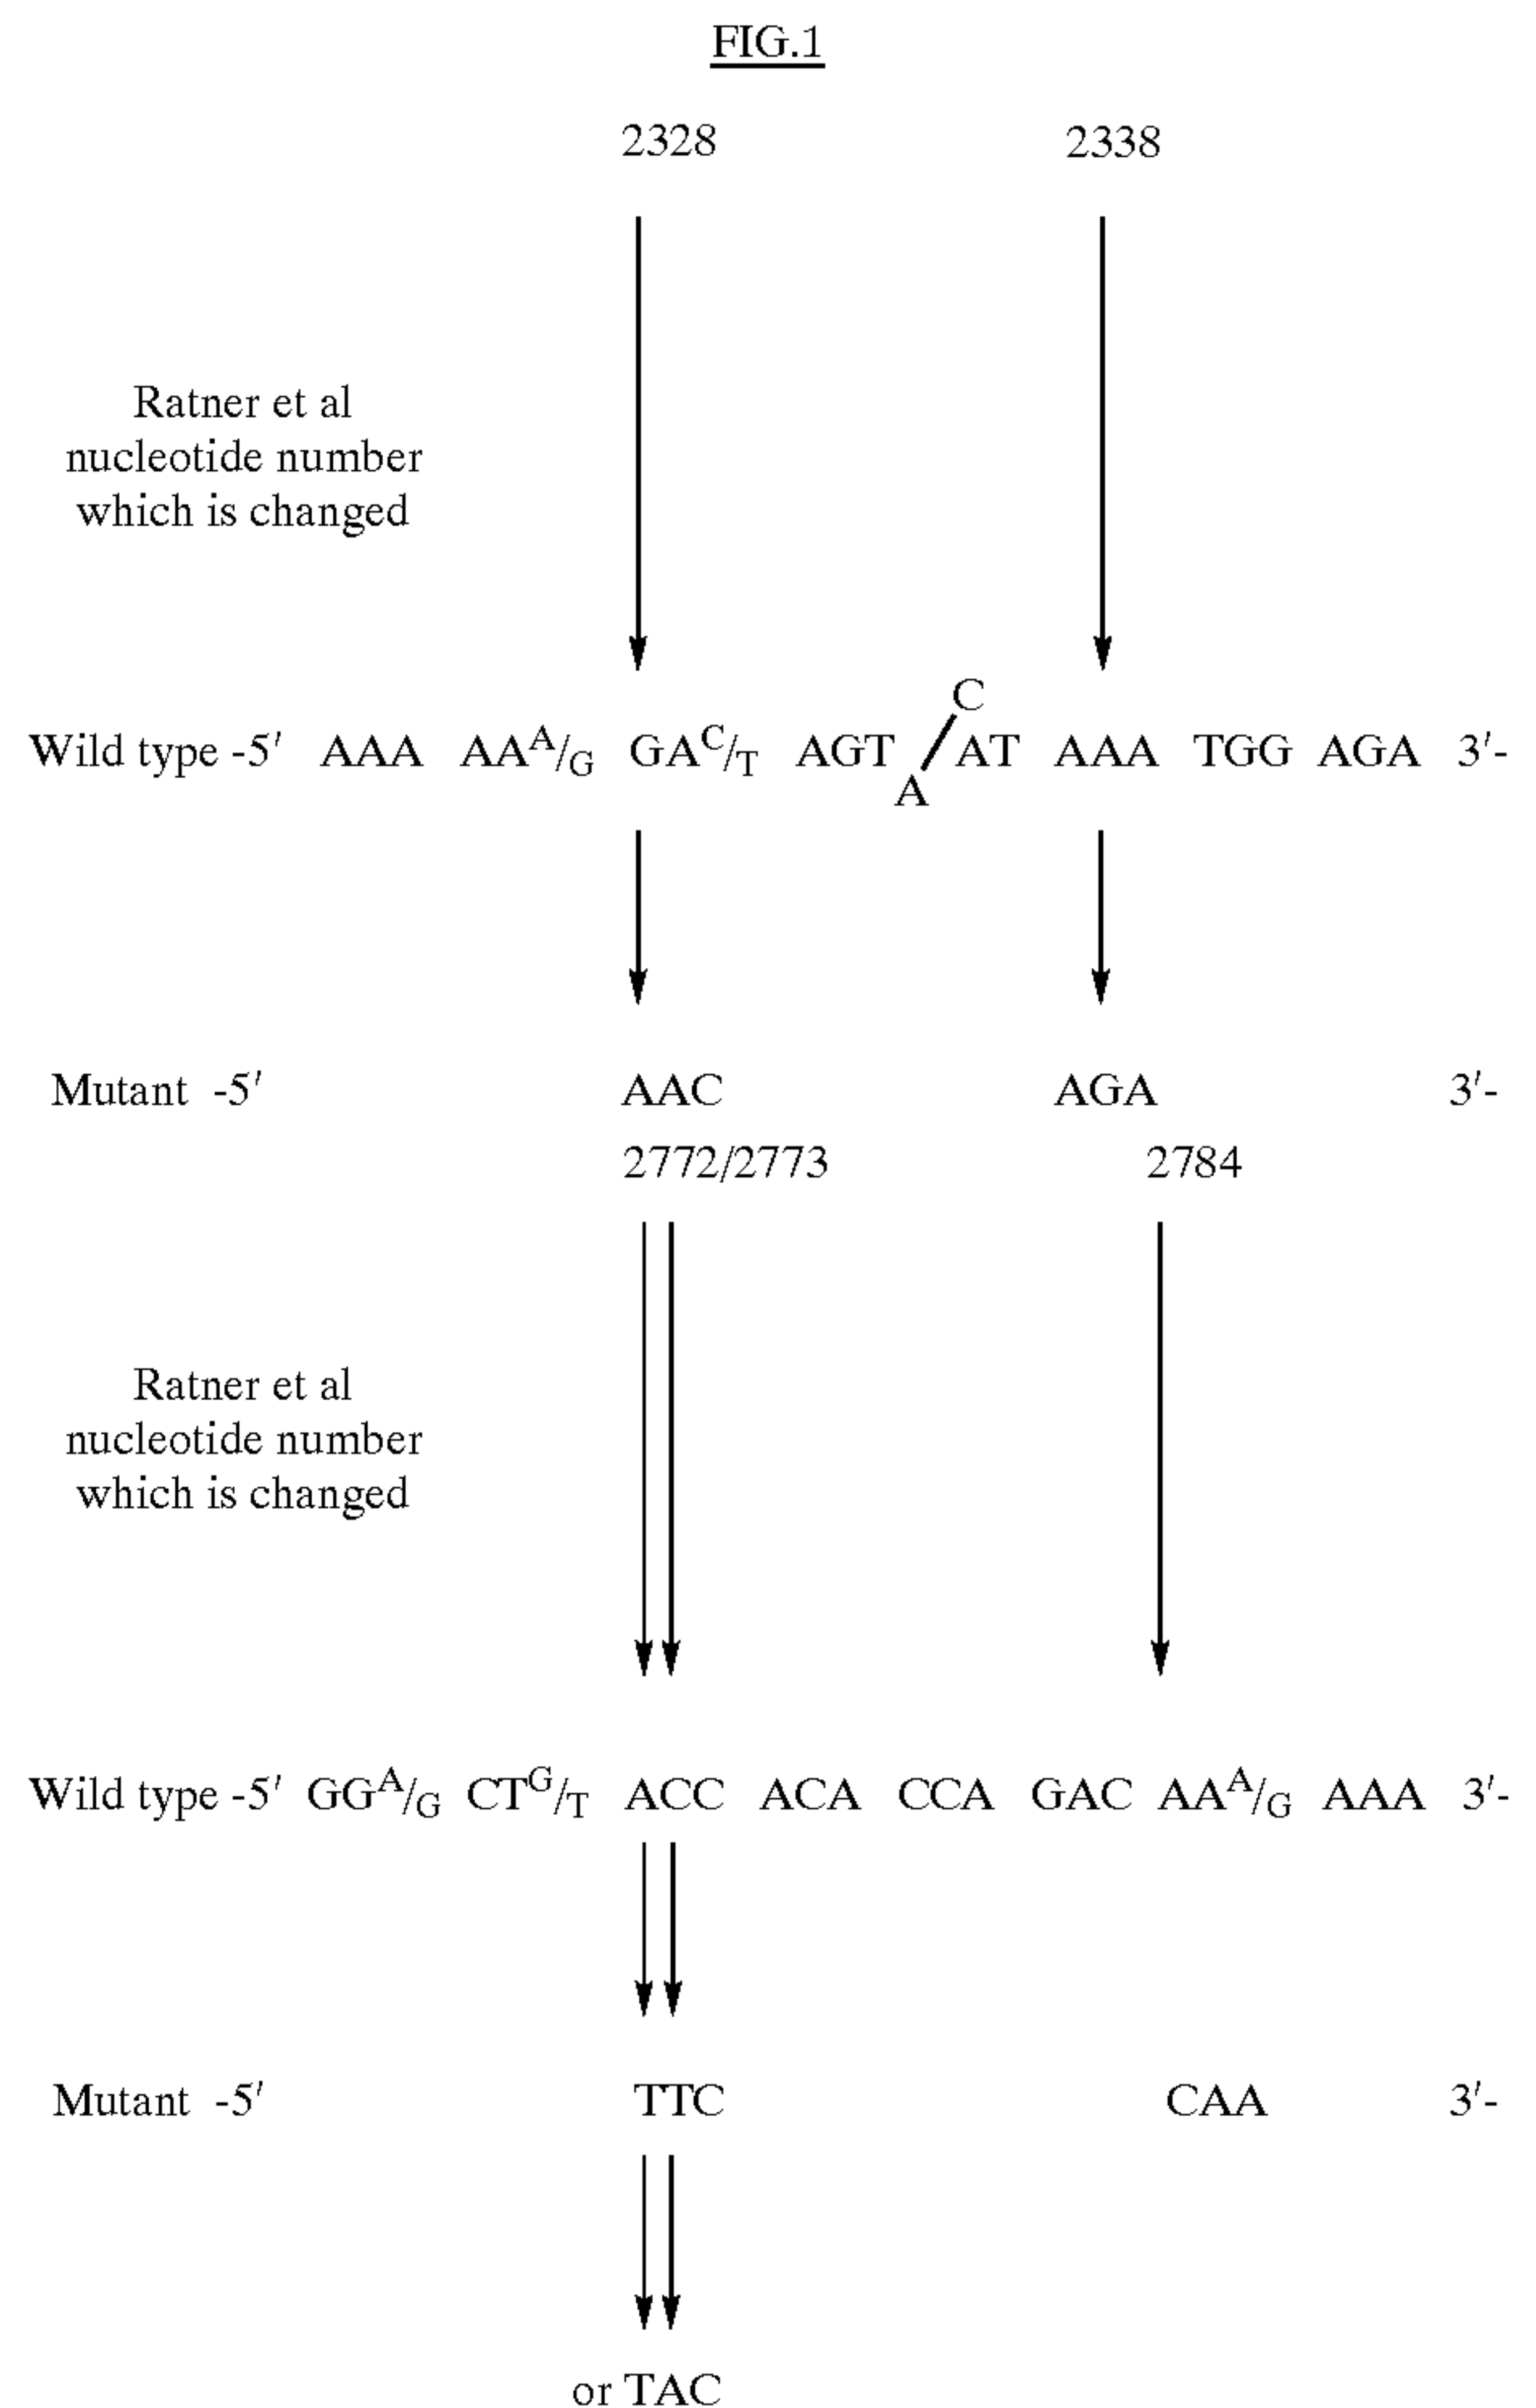 FIG.1
2328 2338
Ratner et al
nucleotide number
which is changed
Wild type -5' AAA AAA/G GAC/T AGT A/CAT AAA TGG AGA 3'-
Mutant -5' AAC AGA 3'-
2772/2773 2784
Ratner et al
nucleotide number
which is changed
Wild type -5' GGA/G CTG/T ACC ACA CCA GAC AAA/G AAA 3'-
Mutant -5' TTC CAA 3'-
or TAC